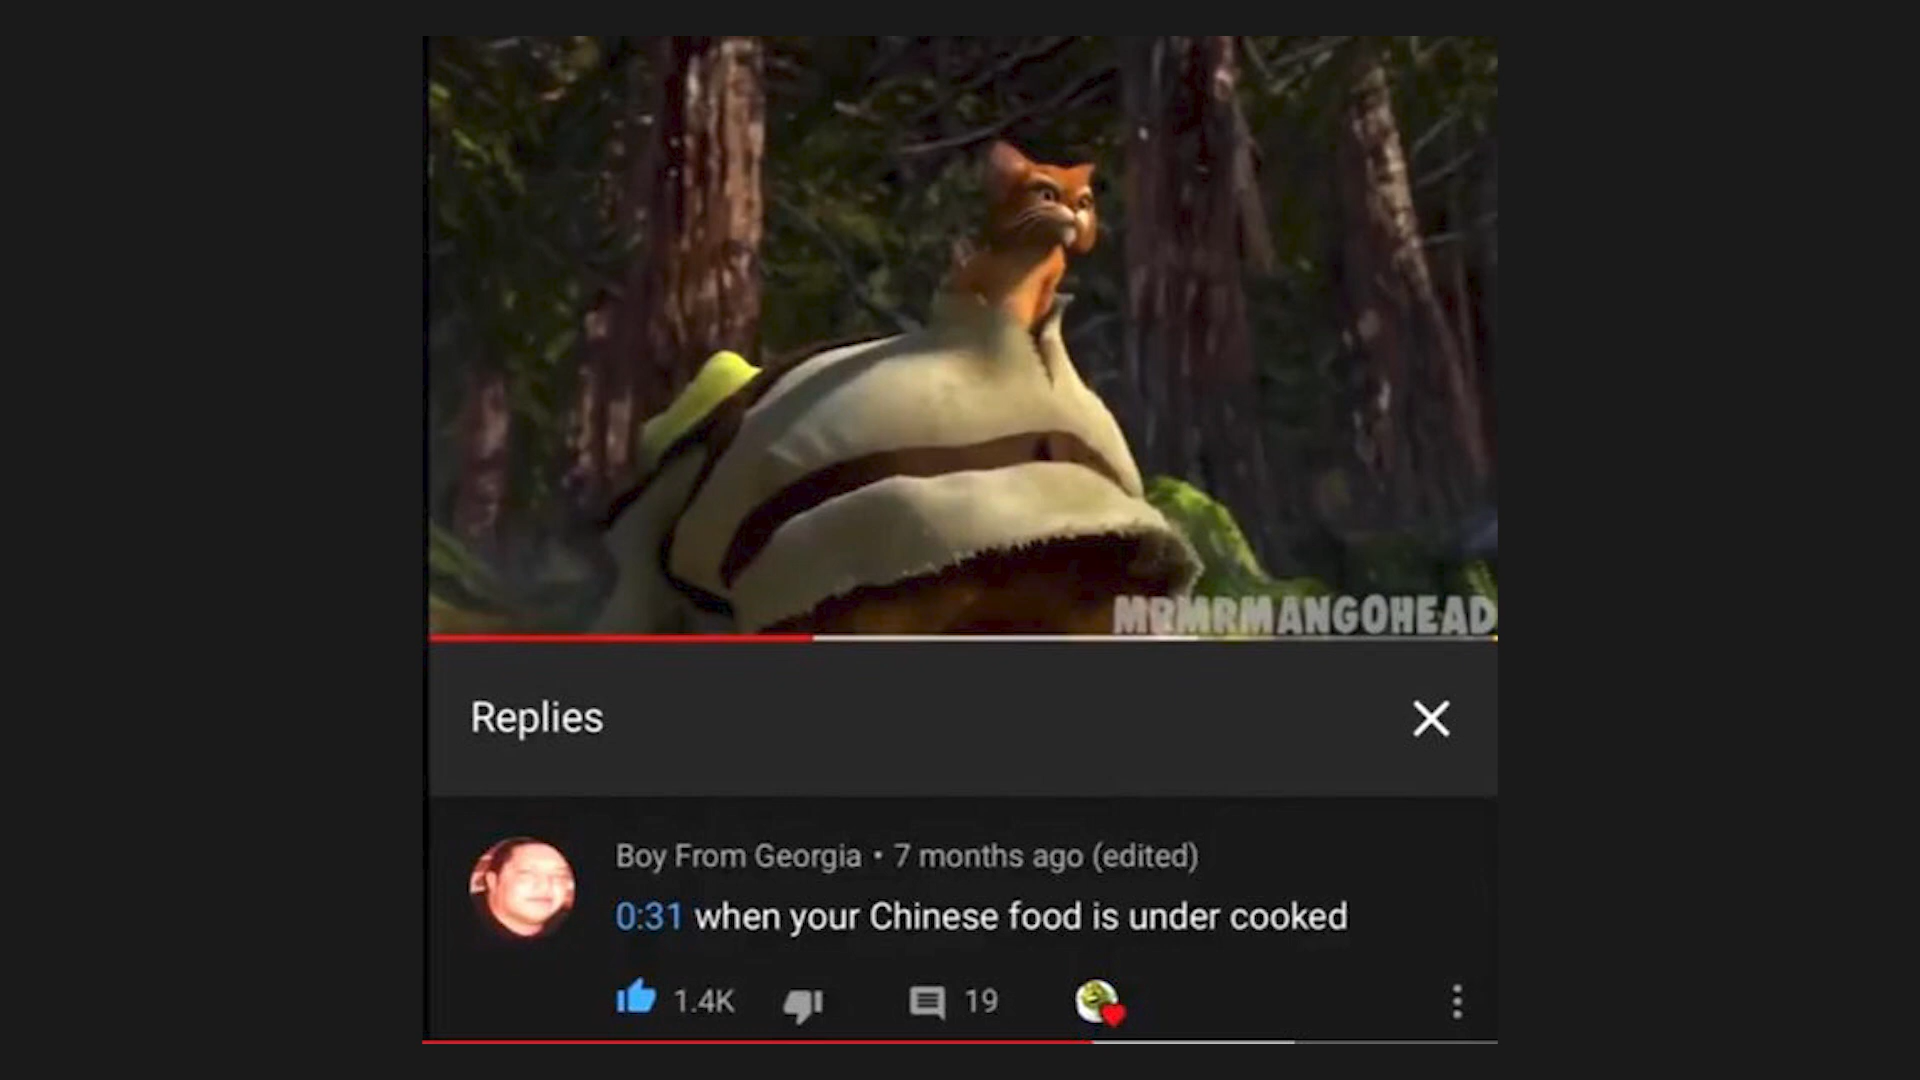 MRMRMANGOHEAD
Replies
Boy From Georgia • 7 months ago (edited)
0:31 when your Chinese food is under cooked
1.4K 19